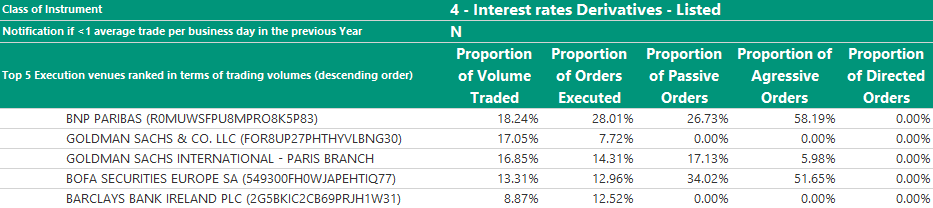 Class of Instrument 4 - Interest rates Derivatives - Listed
Notification if <1 average trade per business day in the previous Year N
Top 5 Execution venues ranked in terms of trading volumes (descending order) Proportion of Volume Traded Proportion of Orders Executed Proportion of Passive Orders Proportion of Agressive Orders Proportion of Directed Orders
BNP PARIBAS (R0MUWSFPU8MPRO8K5P83) 18.24% 28.01% 26.73% 58.19% 0.00%
GOLDMAN SACHS & CO. LLC (FOR8UP27PHTHYVLBNG30) 17.05% 7.72% 0.00% 0.00% 0.00%
GOLDMAN SACHS INTERNATIONAL - PARIS BRANCH 16.85% 14.31% 17.13% 5.98% 0.00%
BOFA SECURITIES EUROPE SA (549300FH0WJAPEHTIQ77) 13.31% 12.96% 34.02% 51.65% 0.00%
BARCLAYS BANK IRELAND PLC (2G5BKIC2CB69PRJH1W31) 8.87% 12.52% 0.00% 0.00% 0.00%